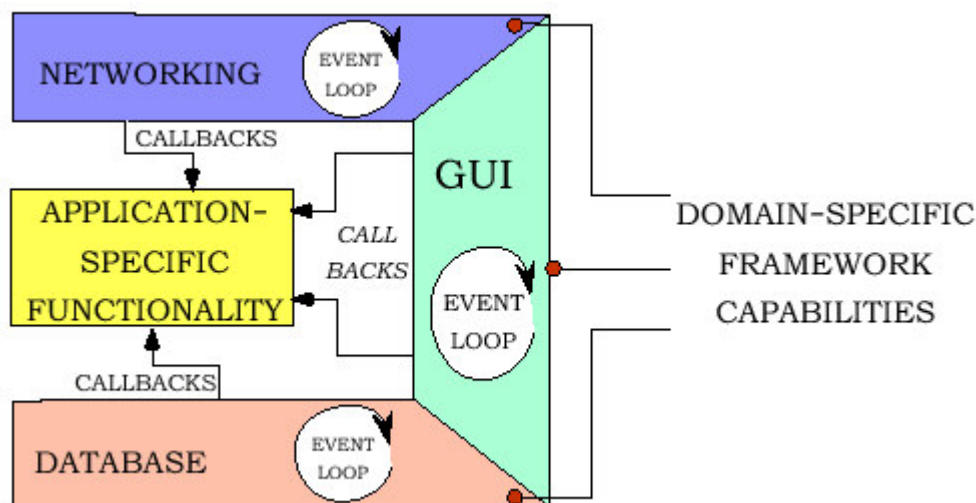 NETWORKING
EVENT
LOOP
CALLBACKS
GUI
APPLICATION-
SPECIFIC
FUNCTIONALITY
CALL
BACKS
EVENT
LOOP
DOMAIN-SPECIFIC
FRAMEWORK
CAPABILITIES
CALLBACKS
DATABASE
EVENT
LOOP